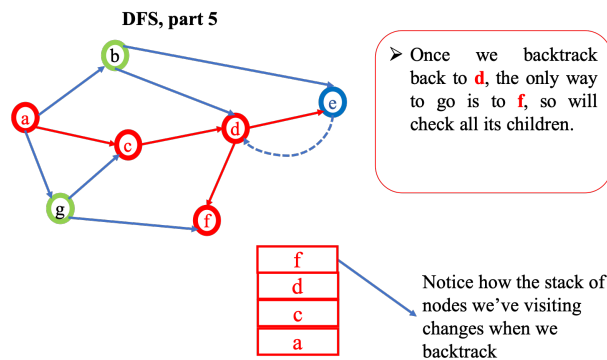 DFS, part 5
b
a
c
d
e
g
f
➢ Once we backtrack
back to d, the only way
to go is to f, so will
check all its children.
f
d
c
a
Notice how the stack of
nodes we've visiting
changes when we
backtrack